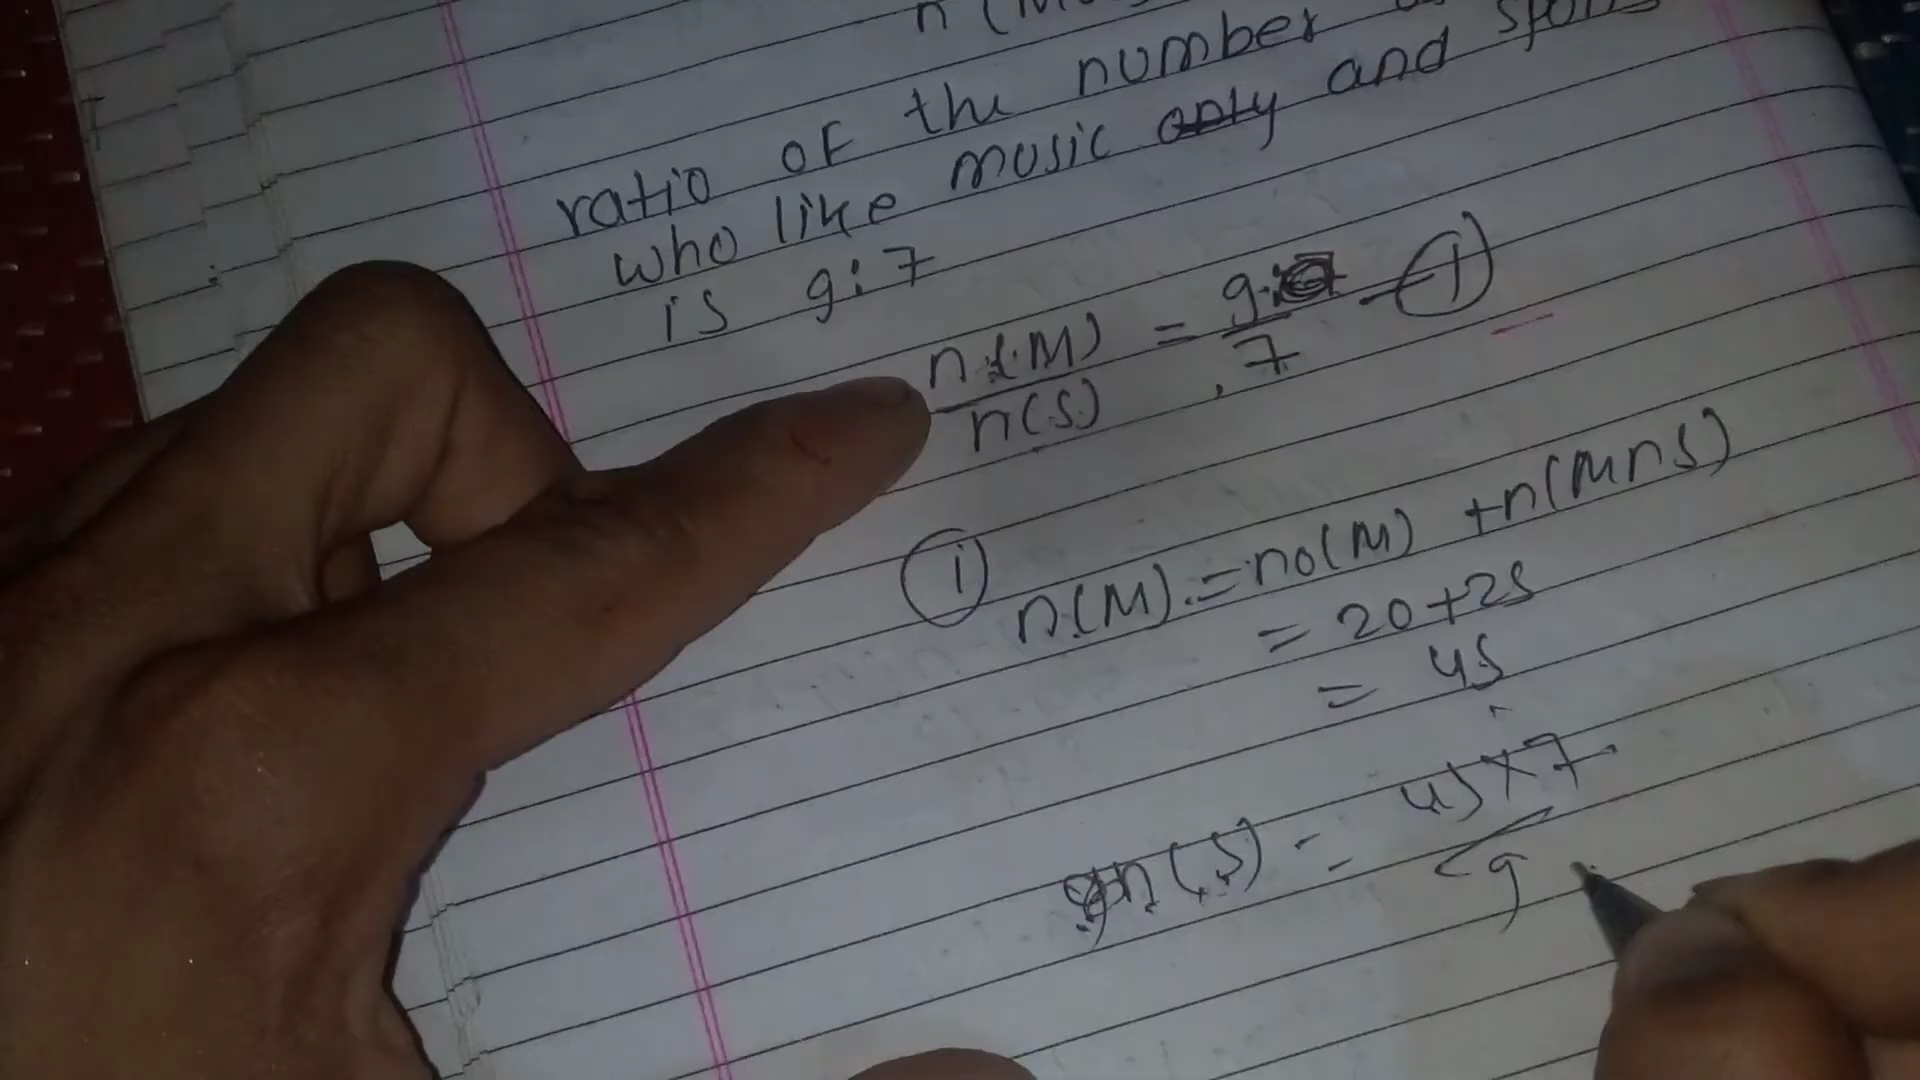 ratio of the number
who like music only and
is 9:7
n(M) = 9
n(S) 7 - 1
i
n(M) = no(M) + n(M∩S)
= 20+25
= 45
n(S) = 45×7
9